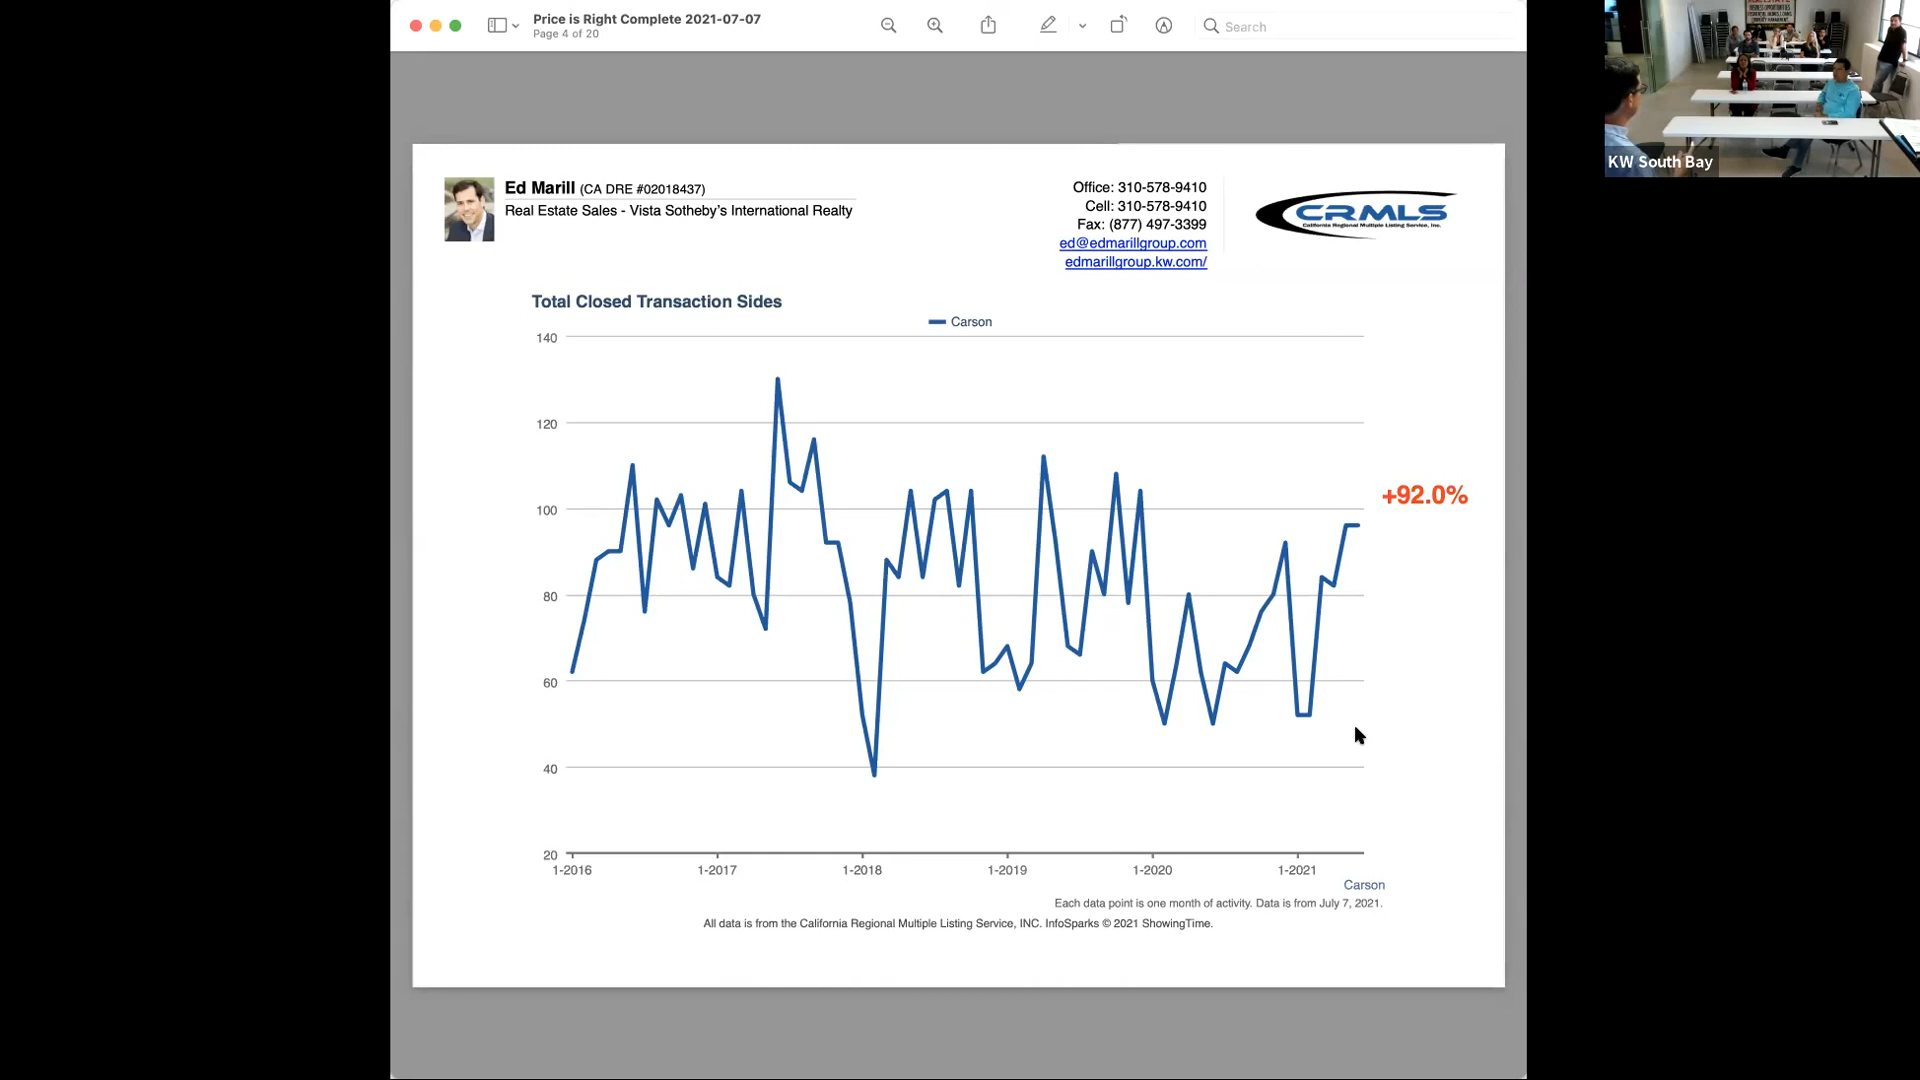 Price is Right Complete 2021-07-07
Page 4 of 20
Search
KW South Bay
Ed Marill (CA DRE #02018437)
Real Estate Sales - Vista Sotheby's International Realty
Office: 310-578-9410
Cell: 310-578-9410
Fax: (877) 497-3399
ed@edmarillgroup.com
edmarillgroup.kw.com/
CRMLS
California Regional Multiple Listing Service, Inc.
Total Closed Transaction Sides
Carson
140
120
100
80
60
40
20
+92.0%
1-2016 1-2017 1-2018 1-2019 1-2020 1-2021
Carson
Each data point is one month of activity. Data is from July 7, 2021.
All data is from the California Regional Multiple Listing Service, INC. InfoSparks © 2021 ShowingTime.